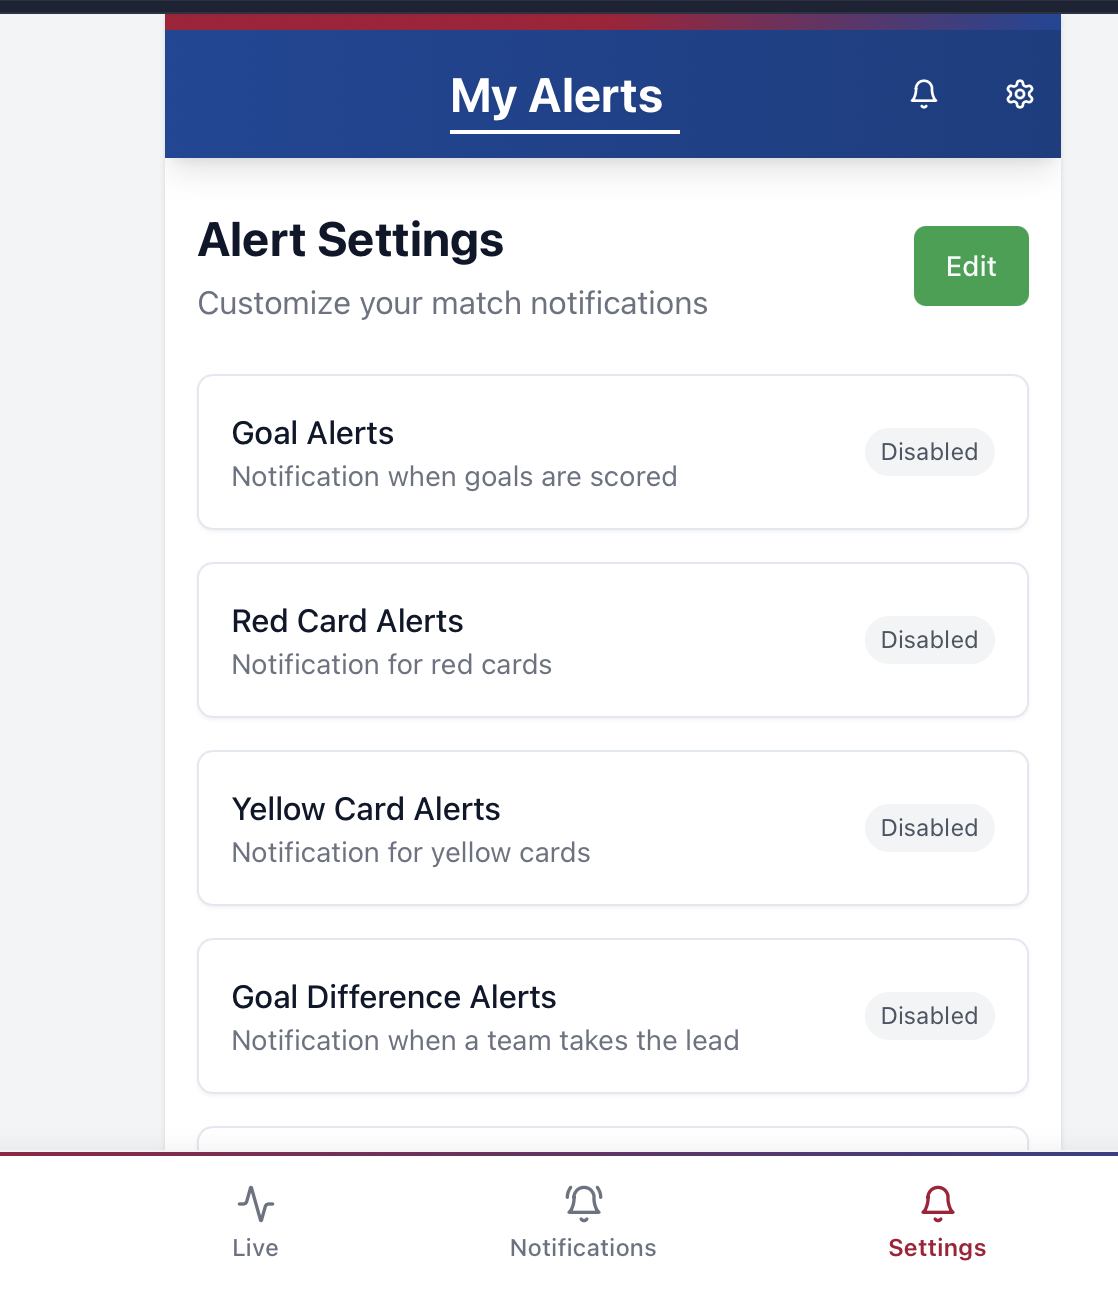 My Alerts
Alert Settings
Edit
Customize your match notifications
Goal Alerts
Notification when goals are scored
Disabled
Red Card Alerts
Notification for red cards
Disabled
Yellow Card Alerts
Notification for yellow cards
Disabled
Goal Difference Alerts
Notification when a team takes the lead
Disabled
Live
Notifications
Settings